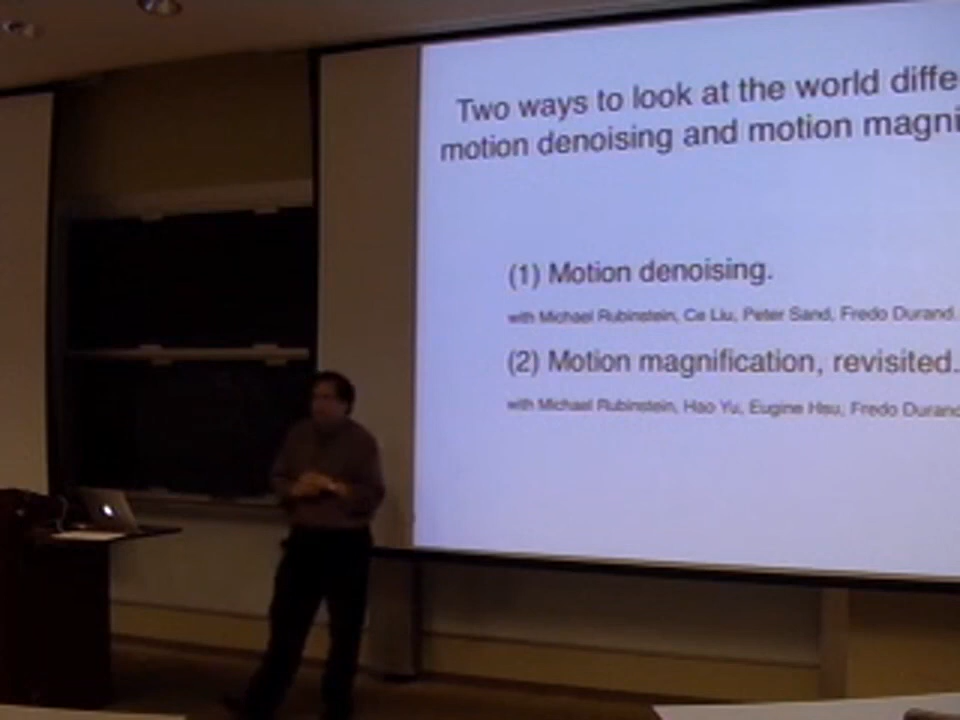 Two ways to look at the world diffe
motion denoising and motion magni
(1) Motion denoising.
with Michael Rubinstein, Ce Liu, Peter Sand, Fredo Durand,
(2) Motion magnification, revisited.
with Michael Rubinstein, Hao Yu, Eugine Hsu, Fredo Durand